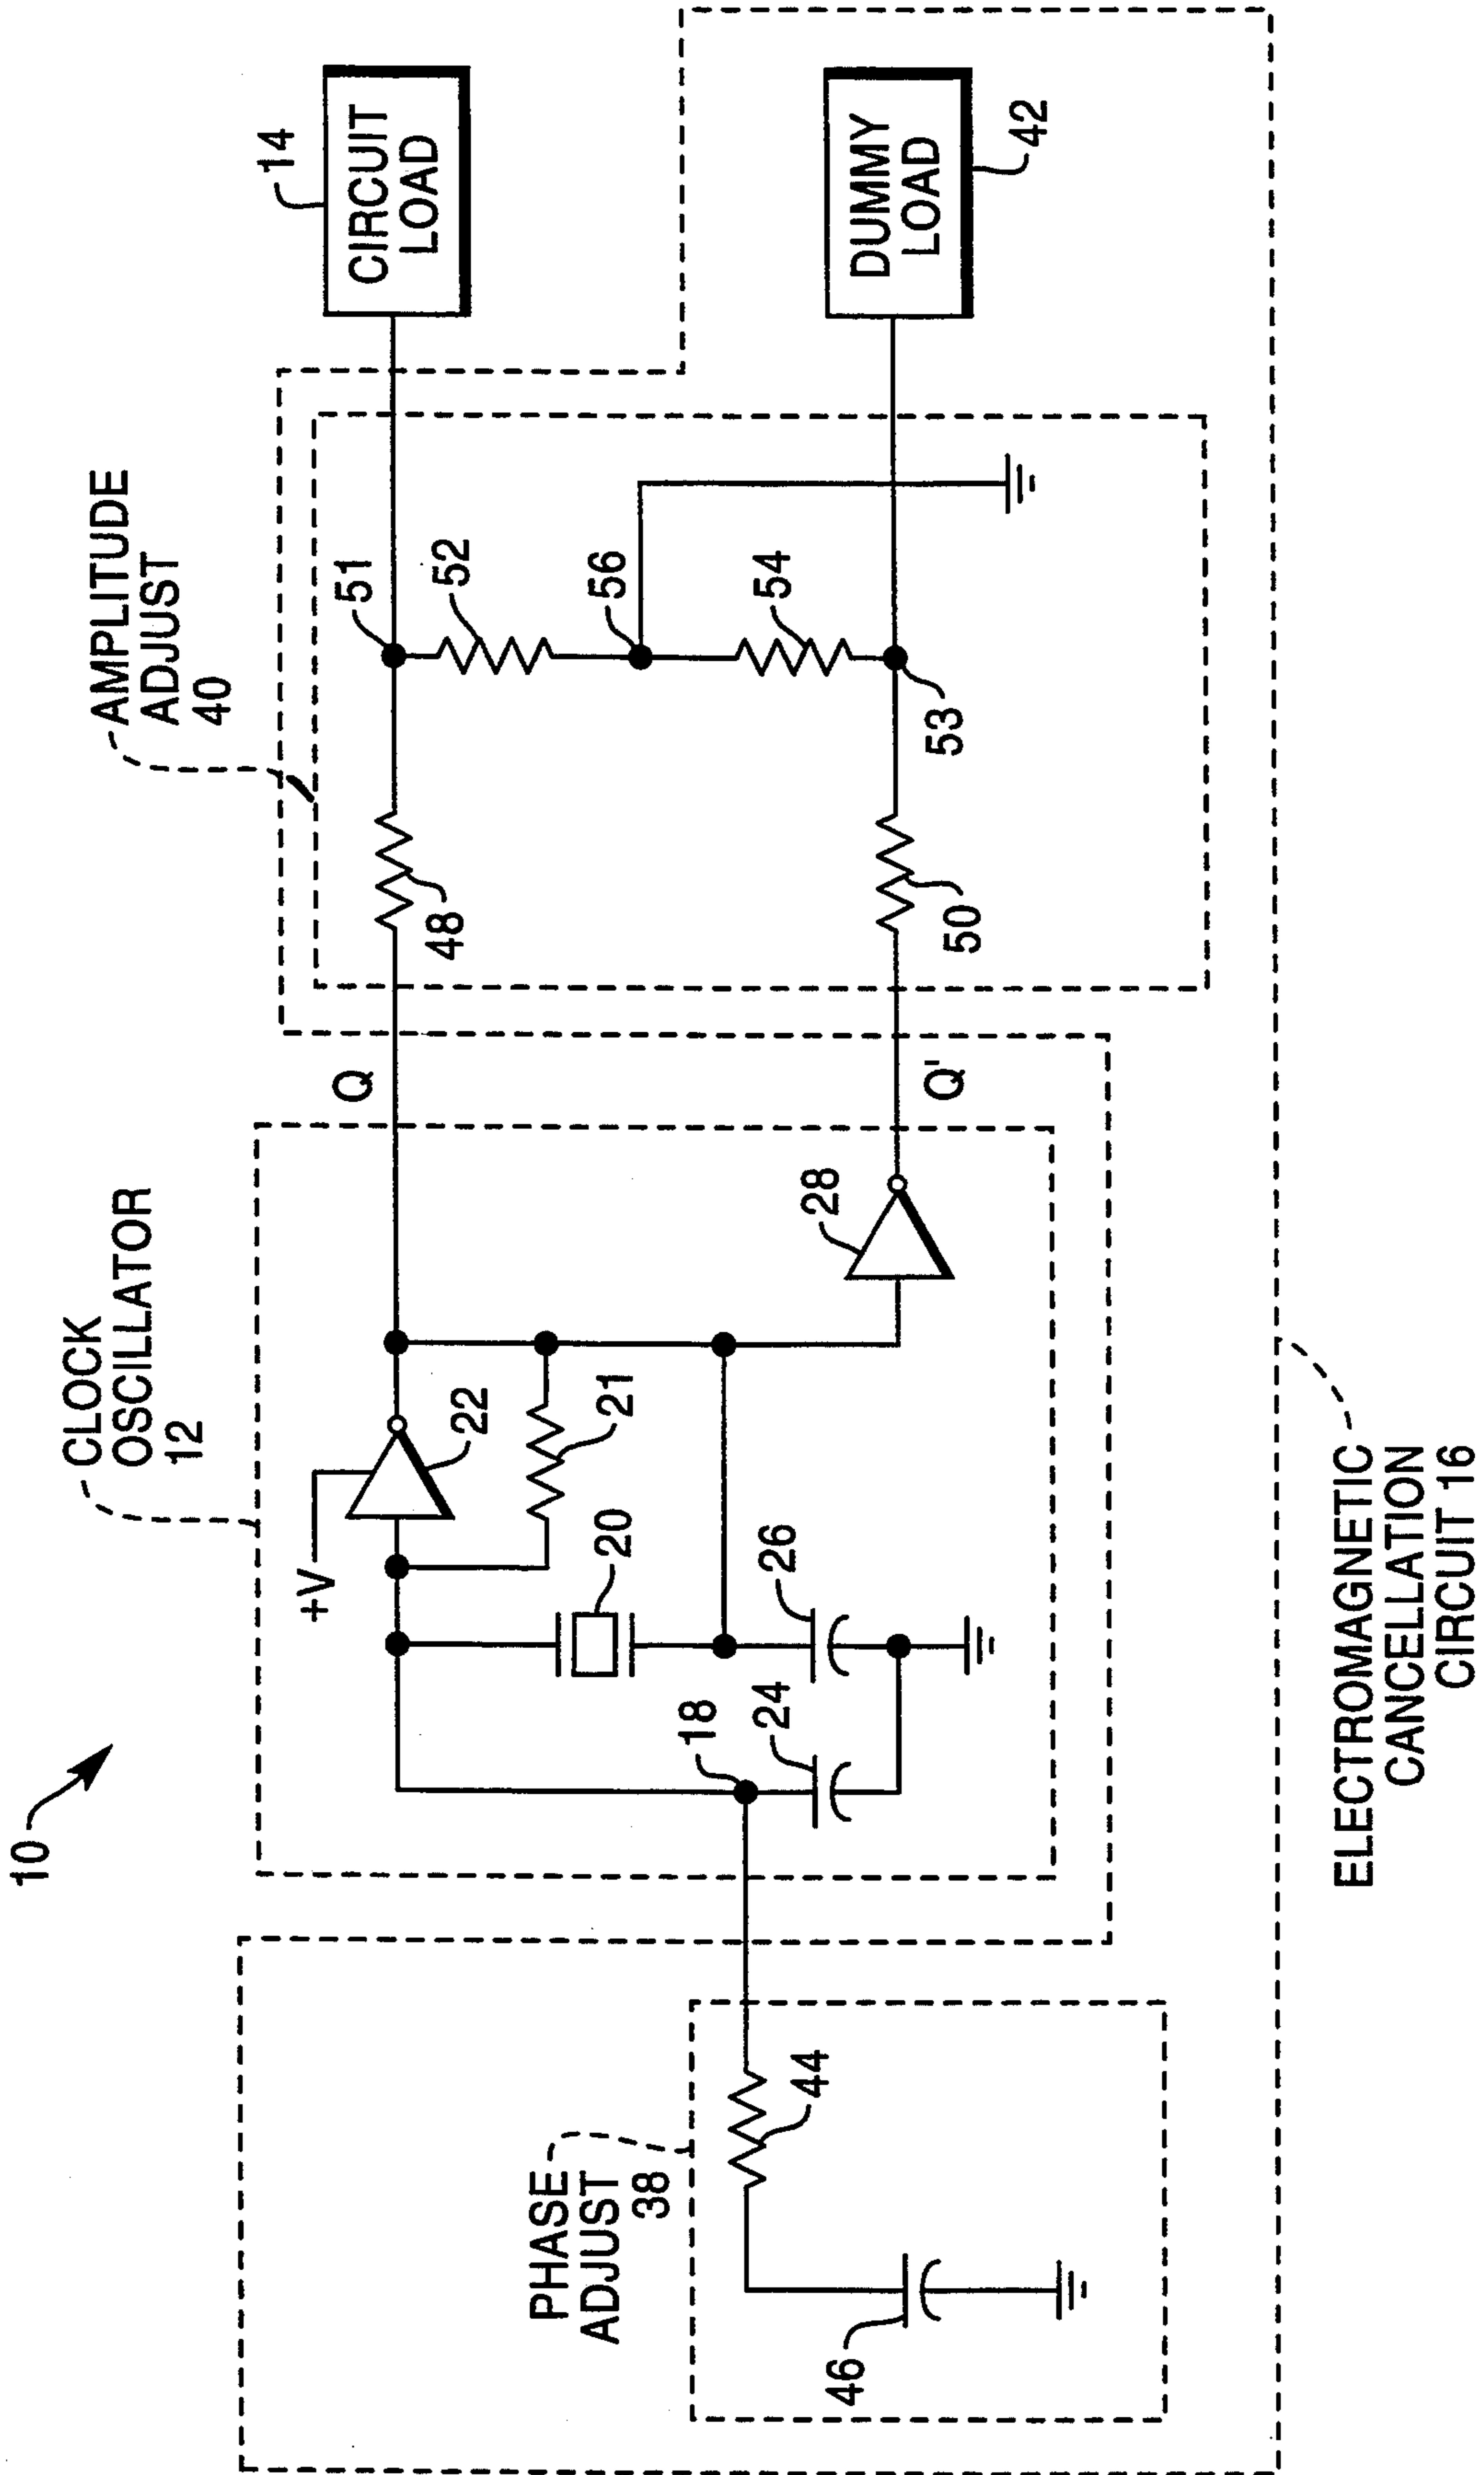 10
CLOCK
OSCILLATOR
12
AMPLITUDE
ADJUST
40
14
CIRCUIT
LOAD
Q
+V
22
21
20
18
24
26
28
Q'
48
51
52
56
54
53
50
DUMMY
LOAD
42
PHASE
ADJUST
38
44
46
ELECTROMAGNETIC
CANCELLATION
CIRCUIT 16